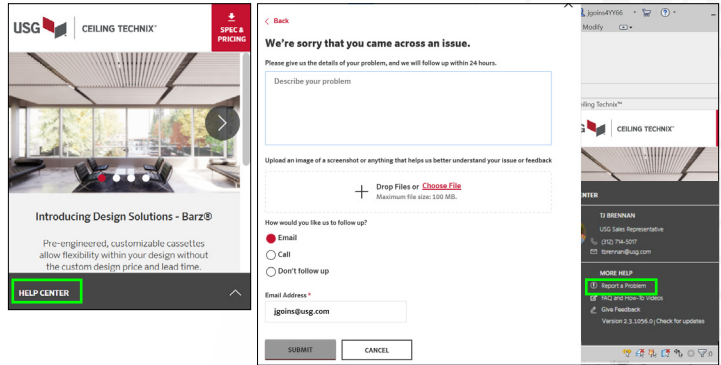 USG
CEILING TECHNIX™
SPEC &
PRICING
Introducing Design Solutions - Barz®
Pre-engineered, customizable cassettes
allow flexibility within your design without
the custom design price and lead time.
HELP CENTER
Back
We're sorry that you came across an issue.
Please give us the details of your problem, and we will follow up within 24 hours.
Describe your problem
Upload an image of a screenshot or anything that helps us better understand your issue or feedback
Drop Files or Choose File
Maximum file size: 100 MB.
How would you like us to follow up?
Email
Call
Don't follow up
Email Address *
jgoins@usg.com
SUBMIT
CANCEL
jgoins4YY66
Modify
eiling Technix™
G
CEILING TECHNIX™
NTER
TJ BRENNAN
USG Sales Representative
(312) 714-5017
tbrennan@usg.com
MORE HELP
Report a Problem
FAQ and How-To Videos
Give Feedback
Version 2.3.1056.0 | Check for updates
:0